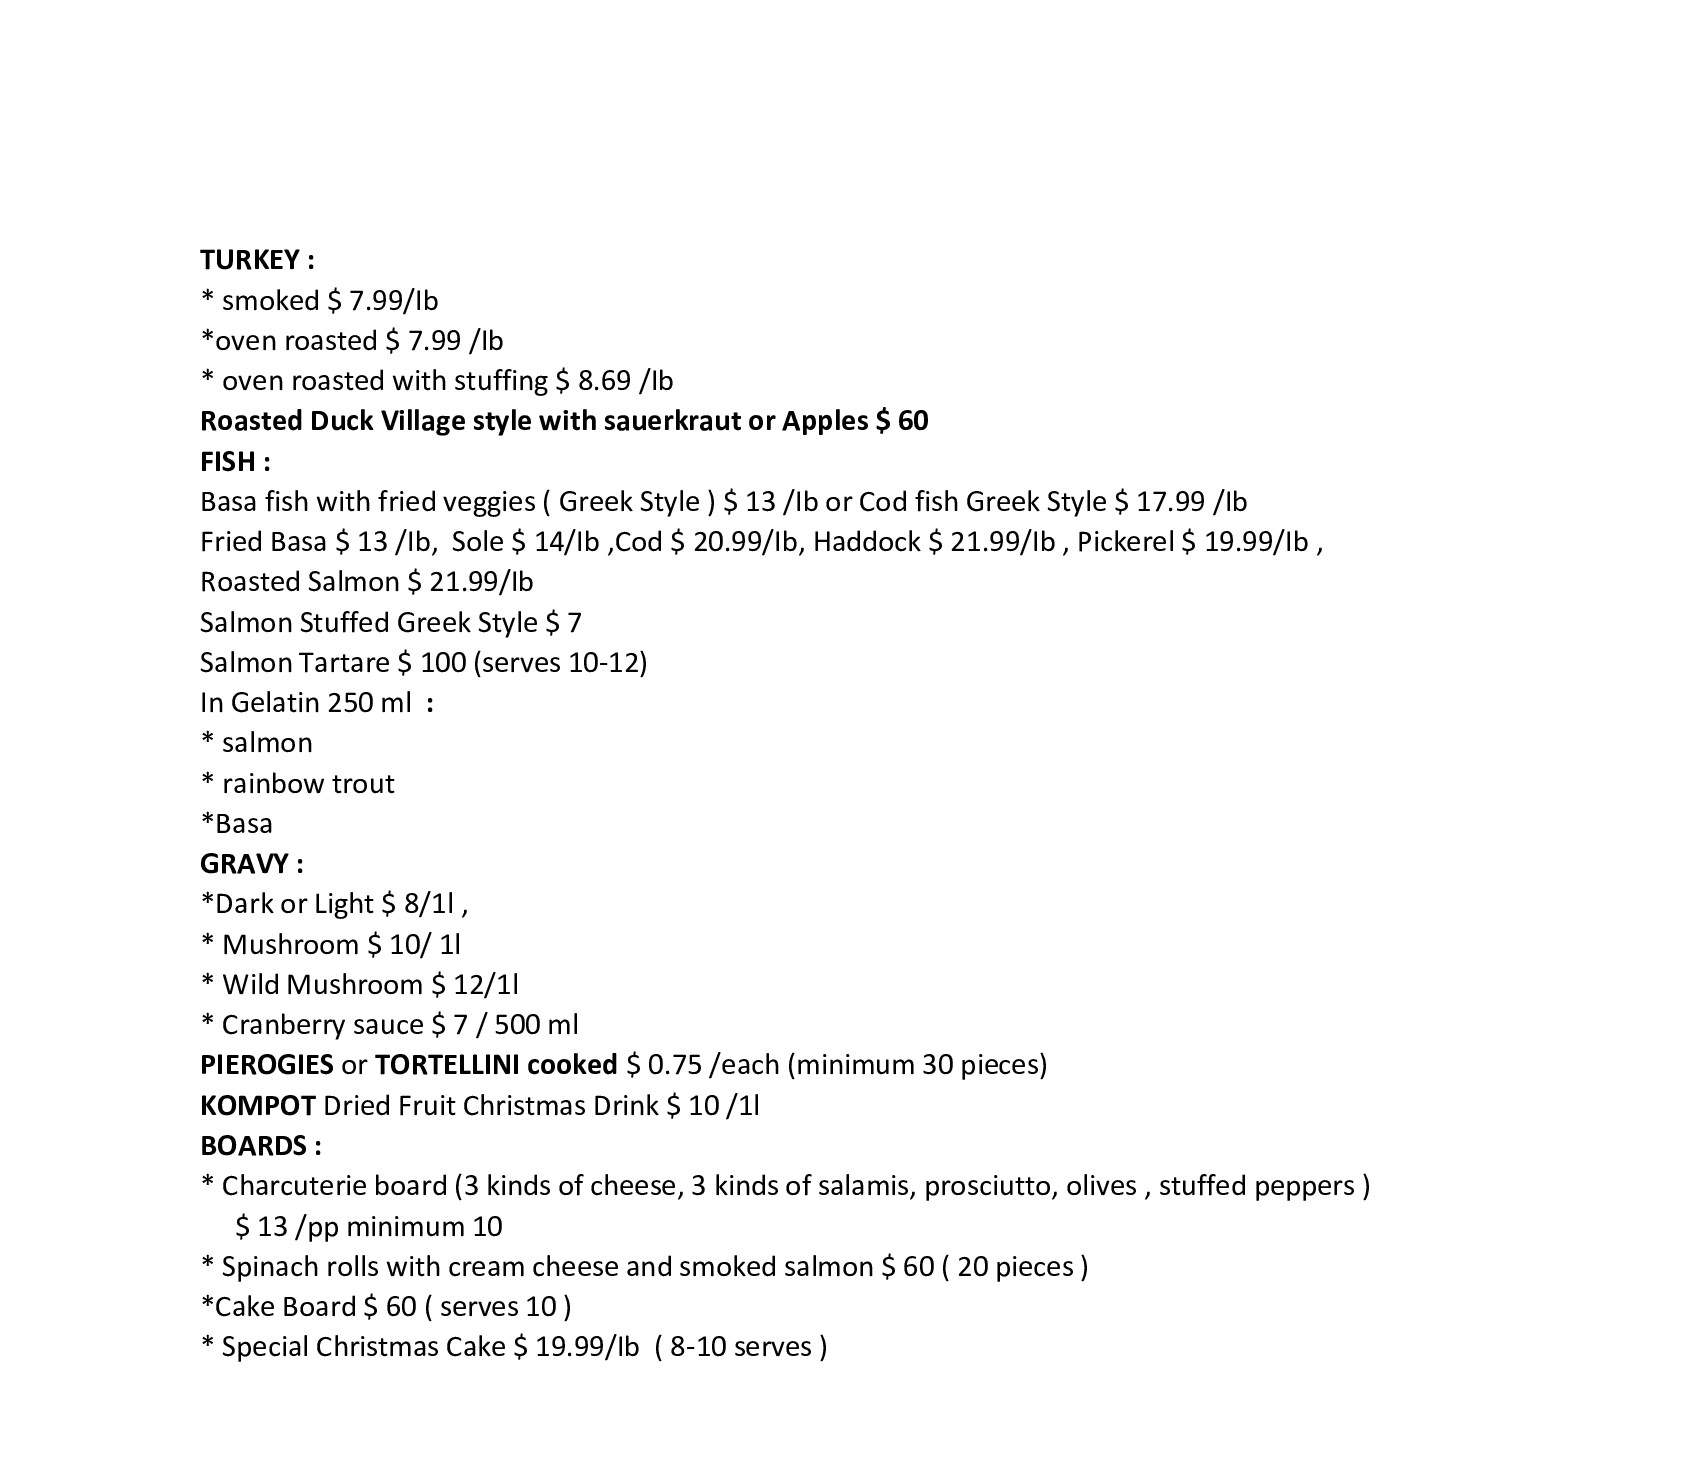 TURKEY :
* smoked $ 7.99/lb
*oven roasted $ 7.99 /lb
* oven roasted with stuffing $ 8.69 /lb
Roasted Duck Village style with sauerkraut or Apples $ 60
FISH :
Basa fish with fried veggies ( Greek Style ) $ 13 /lb or Cod fish Greek Style $ 17.99 /lb
Fried Basa $ 13 /lb,  Sole $ 14/lb ,Cod $ 20.99/lb, Haddock $ 21.99/lb , Pickerel $ 19.99/lb ,
Roasted Salmon $ 21.99/lb
Salmon Stuffed Greek Style $ 7
Salmon Tartare $ 100 (serves 10-12)
In Gelatin 250 ml  :
* salmon
* rainbow trout
*Basa
GRAVY :
*Dark or Light $ 8/1l ,
* Mushroom $ 10/ 1l
* Wild Mushroom $ 12/1l
* Cranberry sauce $ 7 / 500 ml
PIEROGIES or TORTELLINI cooked $ 0.75 /each (minimum 30 pieces)
KOMPOT Dried Fruit Christmas Drink $ 10 /1l
BOARDS :
* Charcuterie board (3 kinds of cheese, 3 kinds of salamis, prosciutto, olives , stuffed peppers )
$ 13 /pp minimum 10
* Spinach rolls with cream cheese and smoked salmon $ 60 ( 20 pieces )
*Cake Board $ 60 ( serves 10 )
* Special Christmas Cake $ 19.99/lb  ( 8-10 serves )